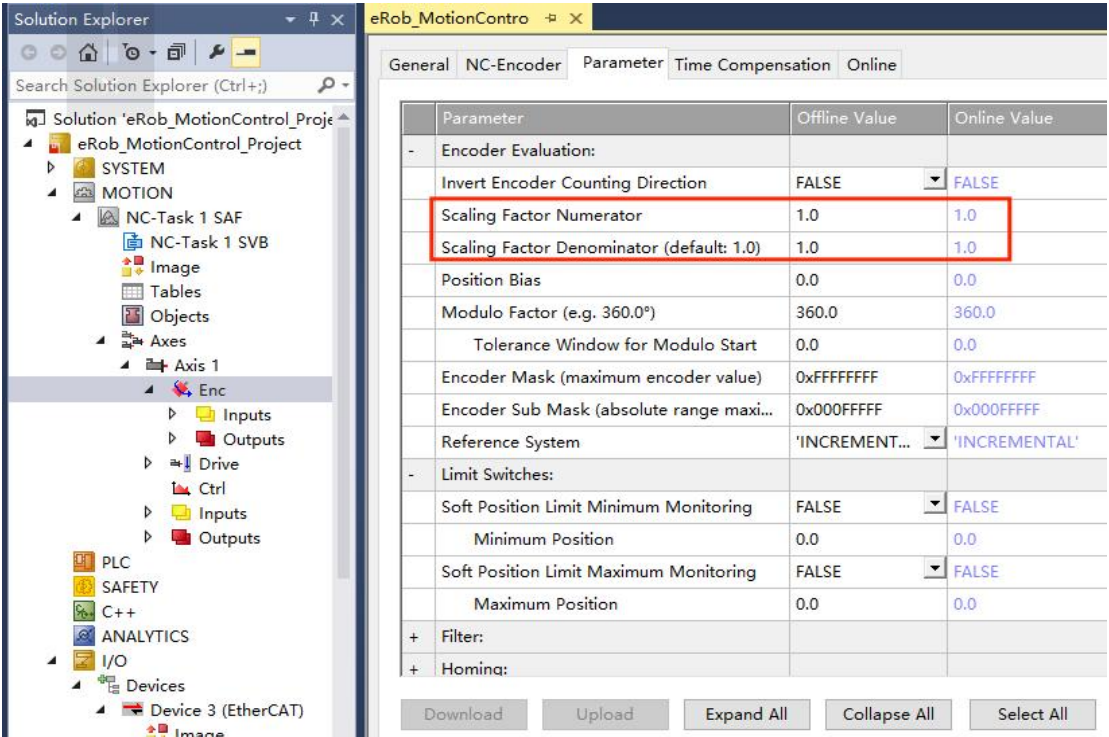 Solution Explorer
Search Solution Explorer (Ctrl+;)
Solution 'eRob_MotionControl_Proje
eRob_MotionControl_Project
SYSTEM
MOTION
NC-Task 1 SAF
NC-Task 1 SVB
Image
Tables
Objects
Axes
Axis 1
Enc
Inputs
Outputs
Drive
Ctrl
Inputs
Outputs
PLC
SAFETY
C++
ANALYTICS
I/O
Devices
Device 3 (EtherCAT)
Image
eRob_MotionContro
General NC-Encoder Parameter Time Compensation Online
Parameter Offline Value Online Value
- Encoder Evaluation:
Invert Encoder Counting Direction FALSE FALSE
Scaling Factor Numerator 1.0 1.0
Scaling Factor Denominator (default: 1.0) 1.0 1.0
Position Bias 0.0 0.0
Modulo Factor (e.g. 360.0°) 360.0 360.0
Tolerance Window for Modulo Start 0.0 0.0
Encoder Mask (maximum encoder value) 0xFFFFFFFF 0xFFFFFFFF
Encoder Sub Mask (absolute range maxi... 0x000FFFFF 0x000FFFFF
Reference System 'INCREMENT... 'INCREMENTAL'
- Limit Switches:
Soft Position Limit Minimum Monitoring FALSE FALSE
Minimum Position 0.0 0.0
Soft Position Limit Maximum Monitoring FALSE FALSE
Maximum Position 0.0 0.0
+ Filter:
+ Homing:
Download Upload Expand All Collapse All Select All